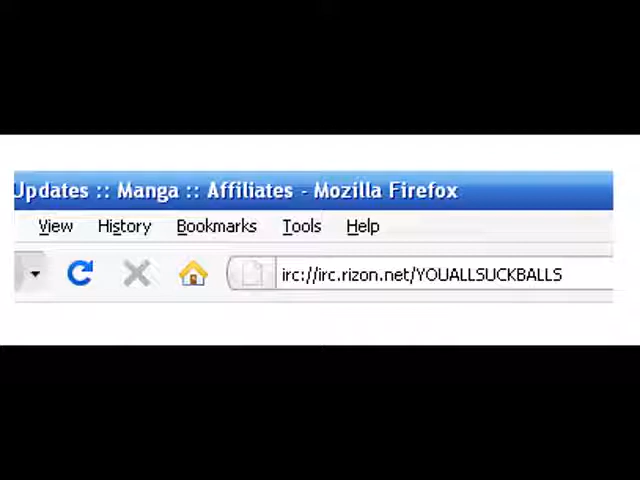 Updates :: Manga :: Affiliates - Mozilla Firefox
View History Bookmarks Tools Help
irc://irc.rizon.net/YOUALLSUCKBALLS